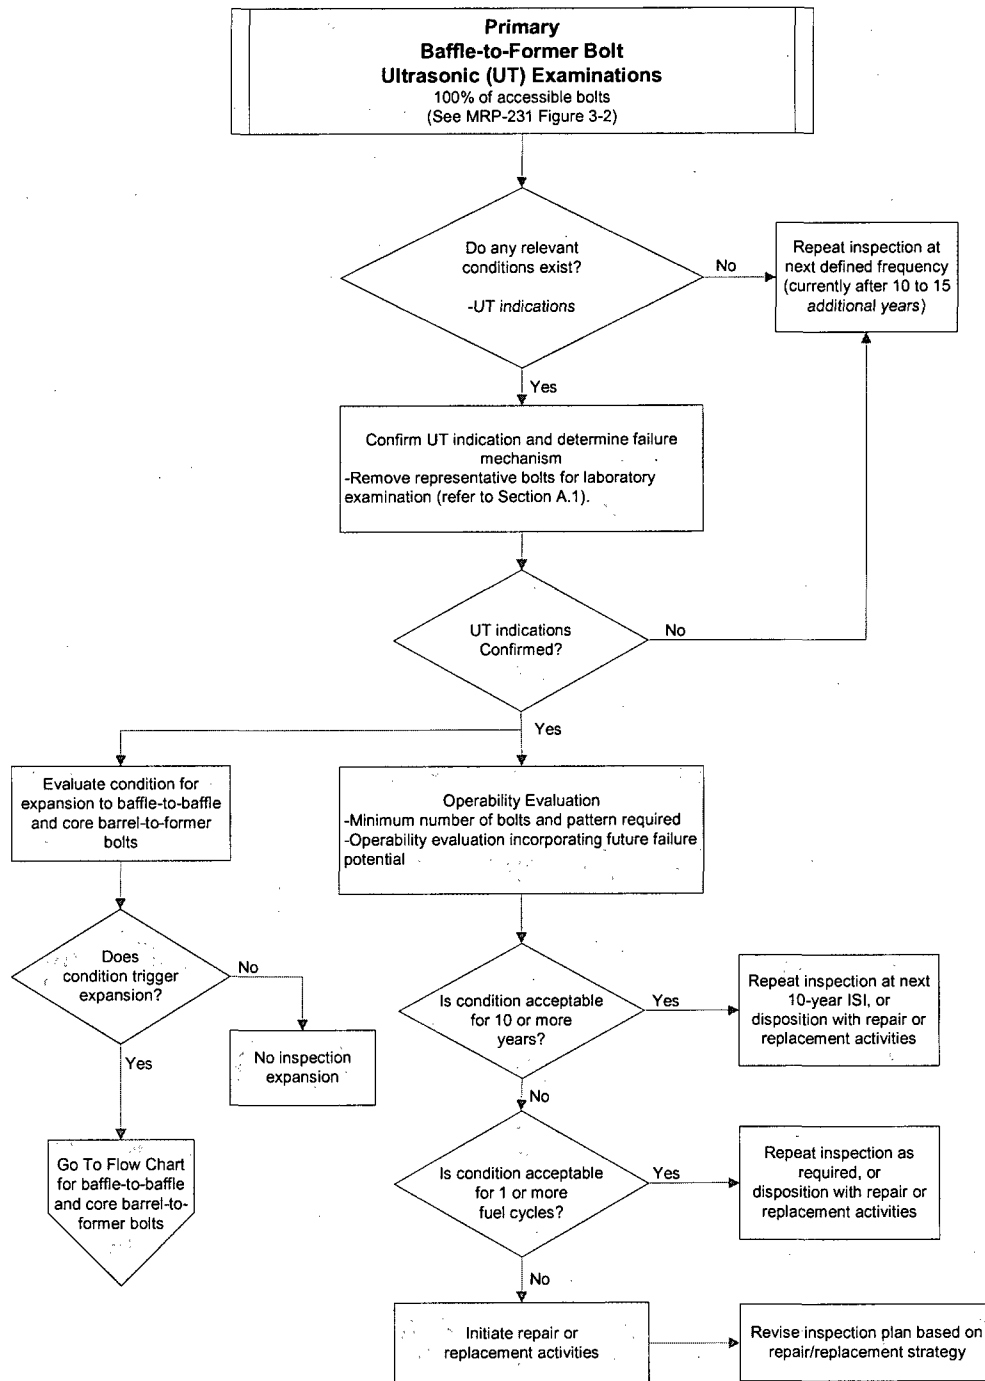 Primary
Baffle-to-Former Bolt
Ultrasonic (UT) Examinations
100% of accessible bolts
(See MRP-231 Figure 3-2)
Do any relevant
conditions exist?
-UT indications
No
Repeat inspection at
next defined frequency
(currently after 10 to 15
additional years)
Yes
Confirm UT indication and determine failure
mechanism
-Remove representative bolts for laboratory
examination (refer to Section A.1).
UT indications
Confirmed?
No
Yes
Evaluate condition for
expansion to baffle-to-baffle
and core barrel-to-former
bolts
Operability Evaluation
-Minimum number of bolts and pattern required
-Operability evaluation incorporating future failure
potential
Does
condition trigger
expansion?
No
No inspection
expansion
Yes
Go To Flow Chart
for baffle-to-baffle
and core barrel-to-
former bolts
Is condition acceptable
for 10 or more
years?
Yes
Repeat inspection at next
10-year ISI, or
disposition with repair or
replacement activities
No
Is condition acceptable
for 1 or more
fuel cycles?
Yes
Repeat inspection as
required, or
disposition with repair or
replacement activities
No
Initiate repair or
replacement activities
Revise inspection plan based on
repair/replacement strategy